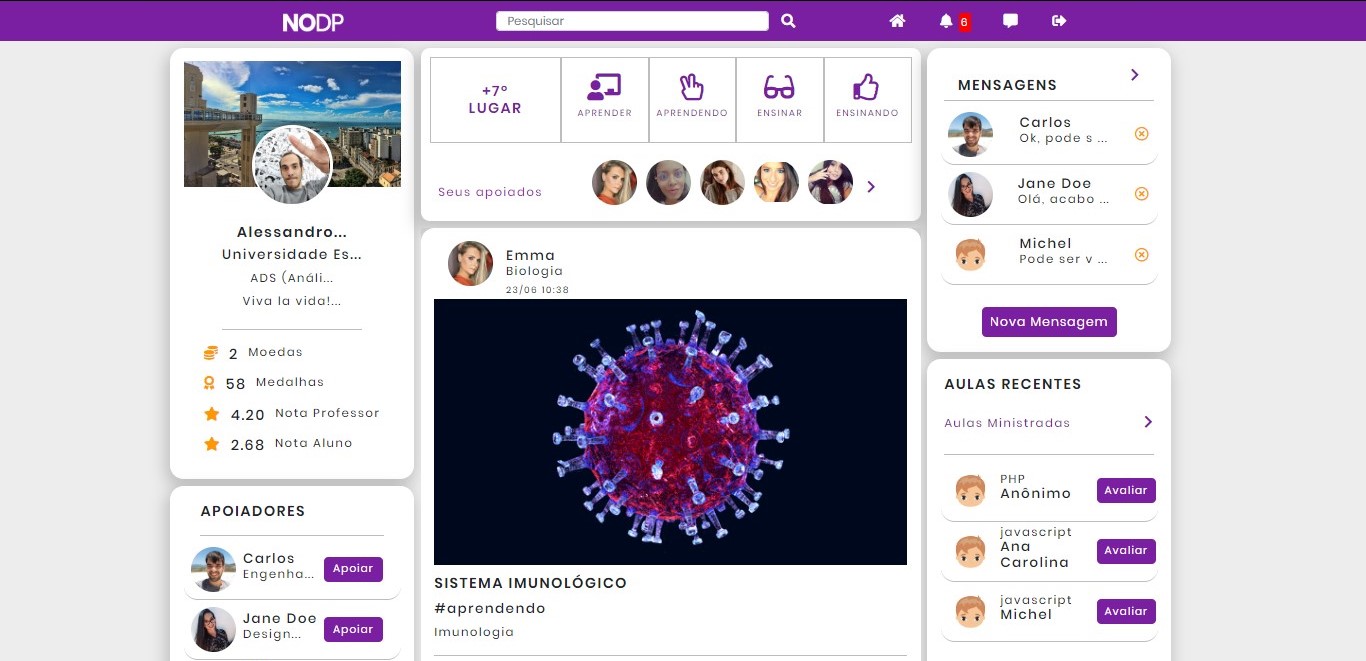 NODP
Pesquisar
6
Alessandro...
Universidade Es...
ADS (Análi...
Viva la vida!...
2 Moedas
58 Medalhas
4.20 Nota Professor
2.68 Nota Aluno
APOIADORES
Carlos
Engenha...
Apoiar
Jane Doe
Design...
Apoiar
+7º
LUGAR
APRENDER
APRENDENDO
ENSINAR
ENSINANDO
Seus apoiados
Emma
Biologia
23/06 10:38
SISTEMA IMUNOLÓGICO
#aprendendo
Imunologia
MENSAGENS
Carlos
Ok, pode s ...
Jane Doe
Olá, acabo ...
Michel
Pode ser v ...
Nova Mensagem
AULAS RECENTES
Aulas Ministradas
PHP
Anônimo
Avaliar
javascript
Ana
Carolina
Avaliar
javascript
Michel
Avaliar